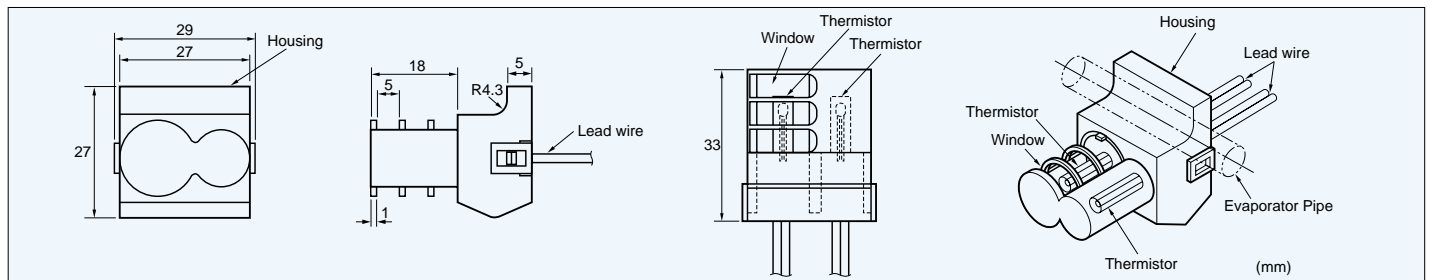 29
27
Housing
27
18
5
5
R4.3
Lead wire
1
Thermistor
Window
Thermistor
33
Housing
Lead wire
Thermistor
Window
Evaporator Pipe
Thermistor
(mm)